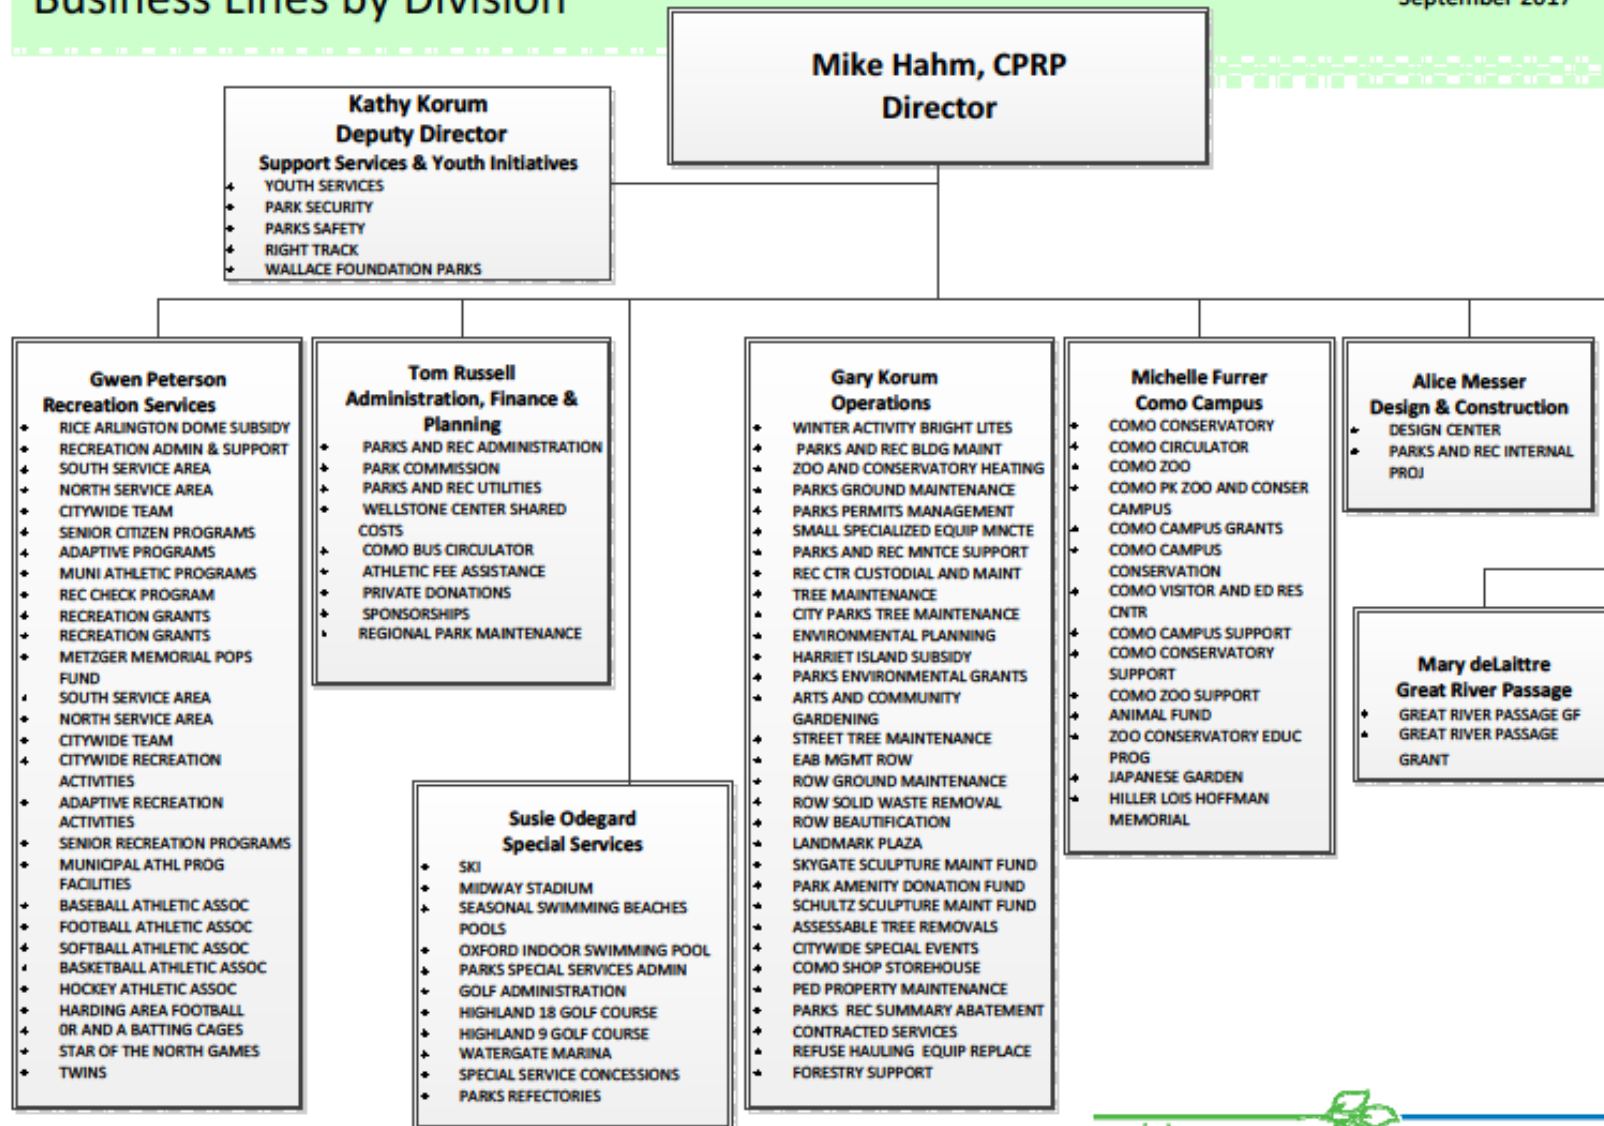 Business Lines by Division
September 2017
Mike Hahm, CPRP
Director
Kathy Korum
Deputy Director
Support Services & Youth Initiatives
YOUTH SERVICES
PARK SECURITY
PARKS SAFETY
RIGHT TRACK
WALLACE FOUNDATION PARKS
Gwen Peterson
Recreation Services
RICE ARLINGTON DOME SUBSIDY
RECREATION ADMIN & SUPPORT
SOUTH SERVICE AREA
NORTH SERVICE AREA
CITYWIDE TEAM
SENIOR CITIZEN PROGRAMS
ADAPTIVE PROGRAMS
MUNI ATHLETIC PROGRAMS
REC CHECK PROGRAM
RECREATION GRANTS
RECREATION GRANTS
METZGER MEMORIAL POPS
FUND
SOUTH SERVICE AREA
NORTH SERVICE AREA
CITYWIDE TEAM
CITYWIDE RECREATION
ACTIVITIES
ADAPTIVE RECREATION
ACTIVITIES
SENIOR RECREATION PROGRAMS
MUNICIPAL ATHL PROG
FACILITIES
BASEBALL ATHLETIC ASSOC
FOOTBALL ATHLETIC ASSOC
SOFTBALL ATHLETIC ASSOC
BASKETBALL ATHLETIC ASSOC
HOCKEY ATHLETIC ASSOC
HARDING AREA FOOTBALL
0R AND A BATTING CAGES
STAR OF THE NORTH GAMES
TWINS
Tom Russell
Administration, Finance &
Planning
PARKS AND REC ADMINISTRATION
PARK COMMISSION
PARKS AND REC UTILITIES
WELLSTONE CENTER SHARED
COSTS
COMO BUS CIRCULATOR
ATHLETIC FEE ASSISTANCE
PRIVATE DONATIONS
SPONSORSHIPS
REGIONAL PARK MAINTENANCE
Susie Odegard
Special Services
SKI
MIDWAY STADIUM
SEASONAL SWIMMING BEACHES
POOLS
OXFORD INDOOR SWIMMING POOL
PARKS SPECIAL SERVICES ADMIN
GOLF ADMINISTRATION
HIGHLAND 18 GOLF COURSE
HIGHLAND 9 GOLF COURSE
WATERGATE MARINA
SPECIAL SERVICE CONCESSIONS
PARKS REFECTORIES
Gary Korum
Operations
WINTER ACTIVITY BRIGHT LITES
PARKS AND REC BLDG MAINT
ZOO AND CONSERVATORY HEATING
PARKS GROUND MAINTENANCE
PARKS PERMITS MANAGEMENT
SMALL SPECIALIZED EQUIP MNCTE
PARKS AND REC MNTCE SUPPORT
REC CTR CUSTODIAL AND MAINT
TREE MAINTENANCE
CITY PARKS TREE MAINTENANCE
ENVIRONMENTAL PLANNING
HARRIET ISLAND SUBSIDY
PARKS ENVIRONMENTAL GRANTS
ARTS AND COMMUNITY
GARDENING
STREET TREE MAINTENANCE
EAB MGMT ROW
ROW GROUND MAINTENANCE
ROW SOLID WASTE REMOVAL
ROW BEAUTIFICATION
LANDMARK PLAZA
SKYGATE SCULPTURE MAINT FUND
PARK AMENITY DONATION FUND
SCHULTZ SCULPTURE MAINT FUND
ASSESSABLE TREE REMOVALS
CITYWIDE SPECIAL EVENTS
COMO SHOP STOREHOUSE
PED PROPERTY MAINTENANCE
PARKS REC SUMMARY ABATEMENT
CONTRACTED SERVICES
REFUSE HAULING EQUIP REPLACE
FORESTRY SUPPORT
Michelle Furrer
Como Campus
COMO CONSERVATORY
COMO CIRCULATOR
COMO ZOO
COMO PK ZOO AND CONSER
CAMPUS
COMO CAMPUS GRANTS
COMO CAMPUS
CONSERVATION
COMO VISITOR AND ED RES
CNTR
COMO CAMPUS SUPPORT
COMO CONSERVATORY
SUPPORT
COMO ZOO SUPPORT
ANIMAL FUND
ZOO CONSERVATORY EDUC
PROG
JAPANESE GARDEN
HILLER LOIS HOFFMAN
MEMORIAL
Alice Messer
Design & Construction
DESIGN CENTER
PARKS AND REC INTERNAL
PROJ
Mary deLaittre
Great River Passage
GREAT RIVER PASSAGE GF
GREAT RIVER PASSAGE
GRANT